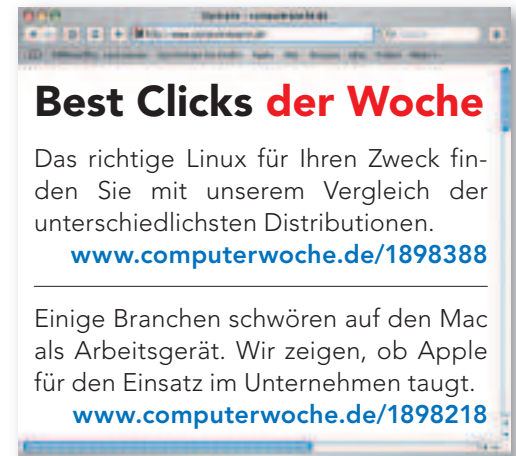 Best Clicks der Woche
Das richtige Linux für Ihren Zweck fin-
den Sie mit unserem Vergleich der
unterschiedlichsten Distributionen.
www.computerwoche.de/1898388
Einige Branchen schwören auf den Mac
als Arbeitsgerät. Wir zeigen, ob Apple
für den Einsatz im Unternehmen taugt.
www.computerwoche.de/1898218